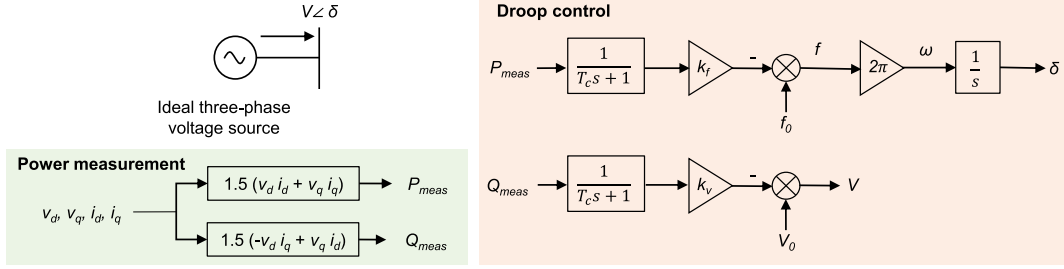 V∠ δ
Ideal three-phase
voltage source
Power measurement
v_d, v_q, i_d, i_q
1.5 (v_d i_d + v_q i_q)
P_meas
1.5 (-v_d i_q + v_q i_d)
Q_meas
Droop control
P_meas
1
T_c s + 1
k_f
-
f
f_0
2π
ω
1
s
δ
Q_meas
1
T_c s + 1
k_v
-
V
V_0